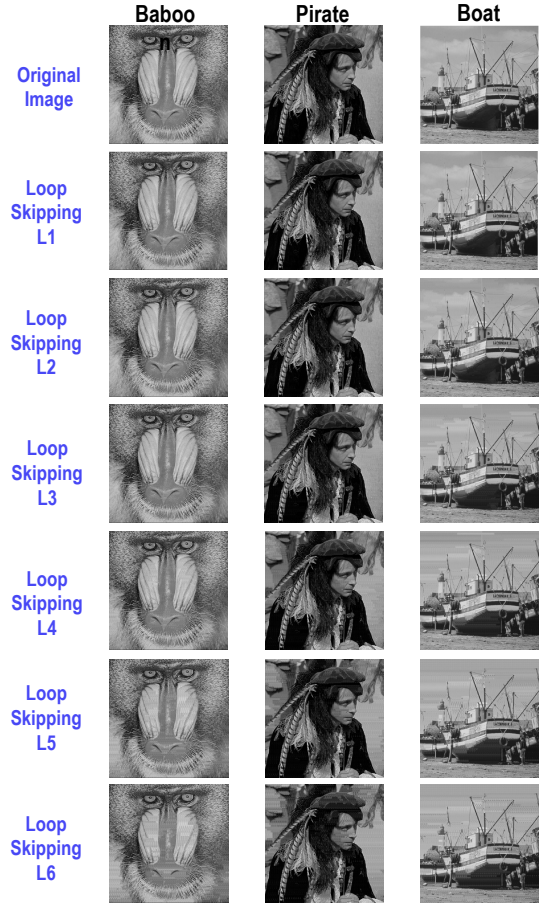 Baboo
n
Pirate
Boat
Original
Image
Loop
Skipping
L1
Loop
Skipping
L2
Loop
Skipping
L3
Loop
Skipping
L4
Loop
Skipping
L5
Loop
Skipping
L6